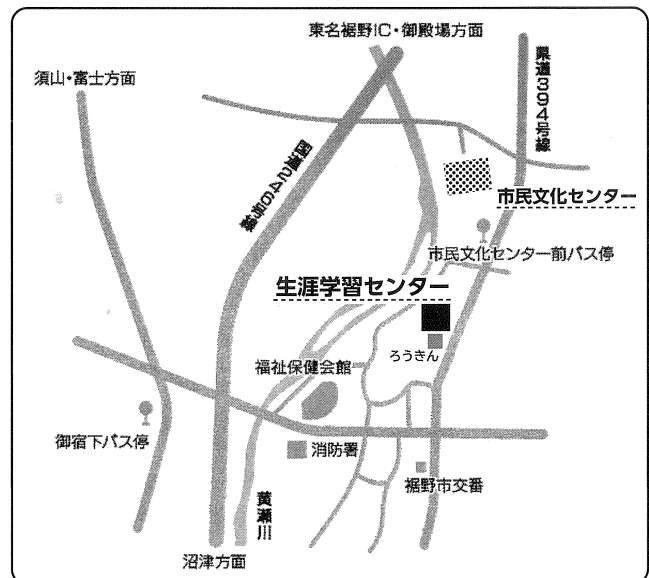 東名裾野IC・御殿場方面
須山・富士方面
県道394号線
国道246号線
市民文化センター
市民文化センター前バス停
生涯学習センター
ろうきん
福祉保健会館
御宿下バス停
消防署
裾野市交番
黄瀬川
沼津方面